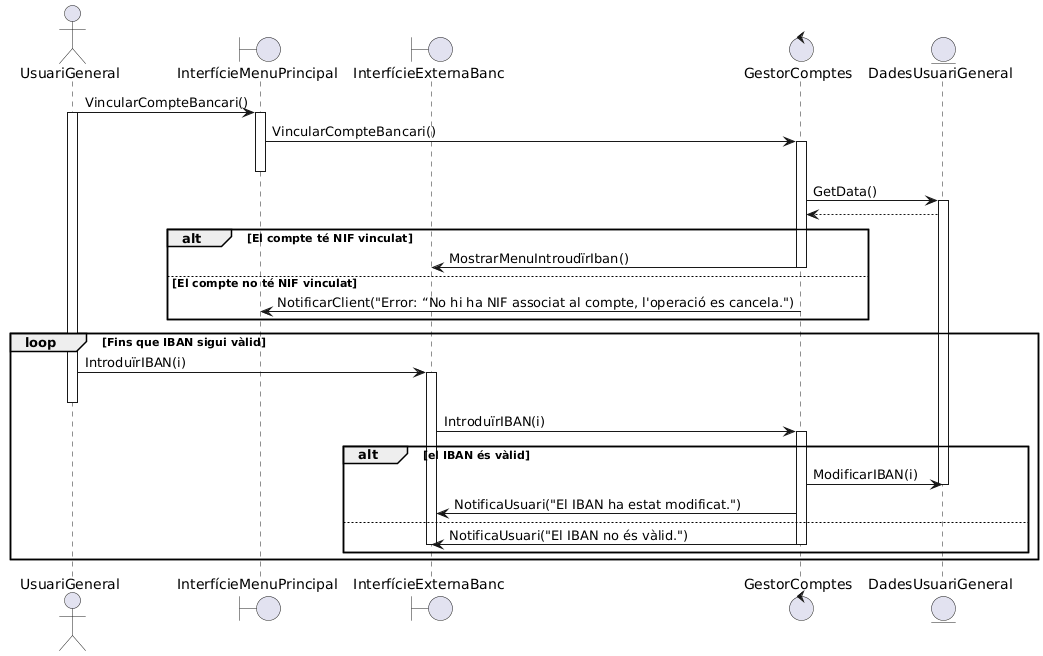 UsuariGeneral
InterfícieMenuPrincipal
InterfícieExternaBanc
GestorComptes
DadesUsuariGeneral
VincularCompteBancari()
VincularCompteBancari()
GetData()
alt [El compte té NIF vinculat]
MostrarMenuIntroudïrIban()
[El compte no té NIF vinculat]
NotificarClient("Error: “No hi ha NIF associat al compte, l'operació es cancela.")
loop [Fins que IBAN sigui vàlid]
IntroduïrIBAN(i)
IntroduïrIBAN(i)
alt [el IBAN és vàlid]
ModificarIBAN(i)
NotificaUsuari("El IBAN ha estat modificat.")
NotificaUsuari("El IBAN no és vàlid.")
UsuariGeneral
InterfícieMenuPrincipal
InterfícieExternaBanc
GestorComptes
DadesUsuariGeneral